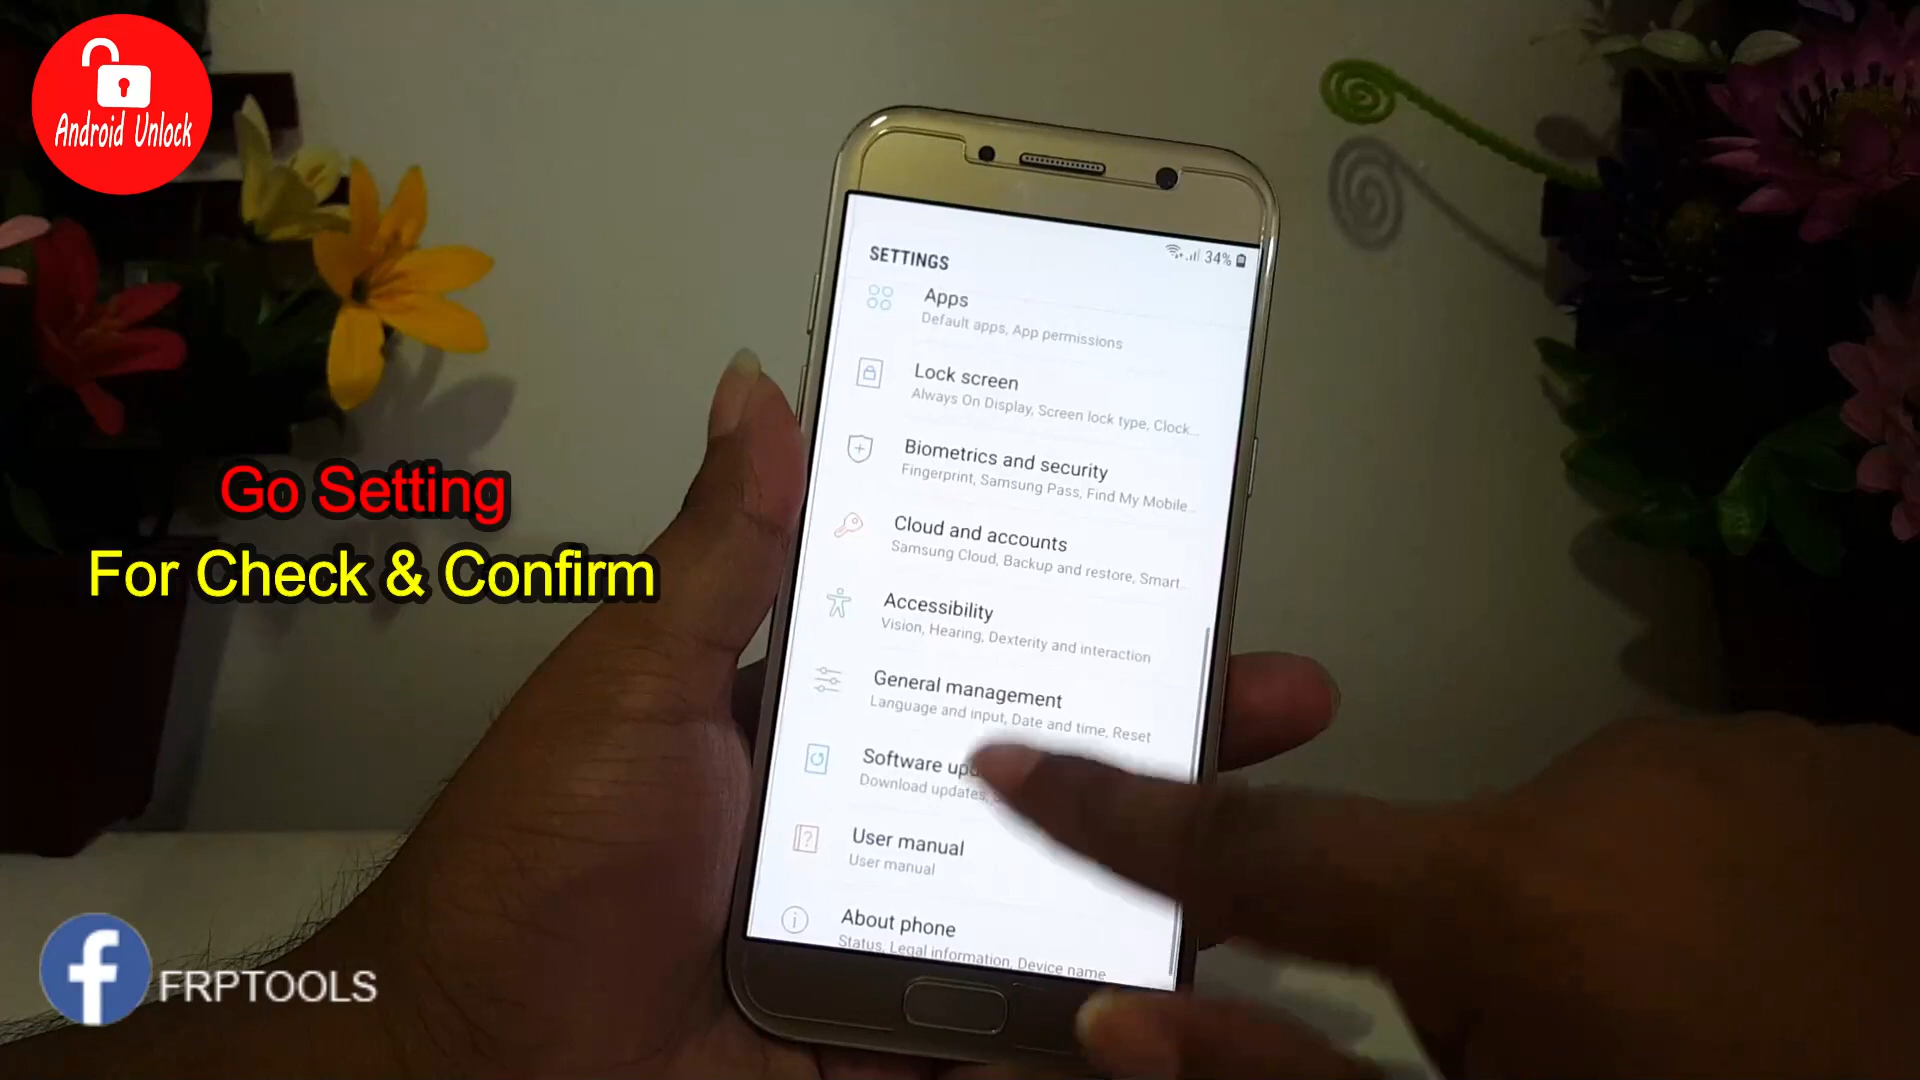 Android Unlock
Go Setting
For Check & Confirm
FRPTOOLS
34%
SETTINGS
Apps
Default apps, App permissions
Lock screen
Always On Display, Screen lock type, Clock...
Biometrics and security
Fingerprint, Samsung Pass, Find My Mobile...
Cloud and accounts
Samsung Cloud, Backup and restore, Smart...
Accessibility
Vision, Hearing, Dexterity and interaction
General management
Language and input, Date and time, Reset
Software
Download updates,
User manual
User manual
About phone
Status, Legal information, Device name